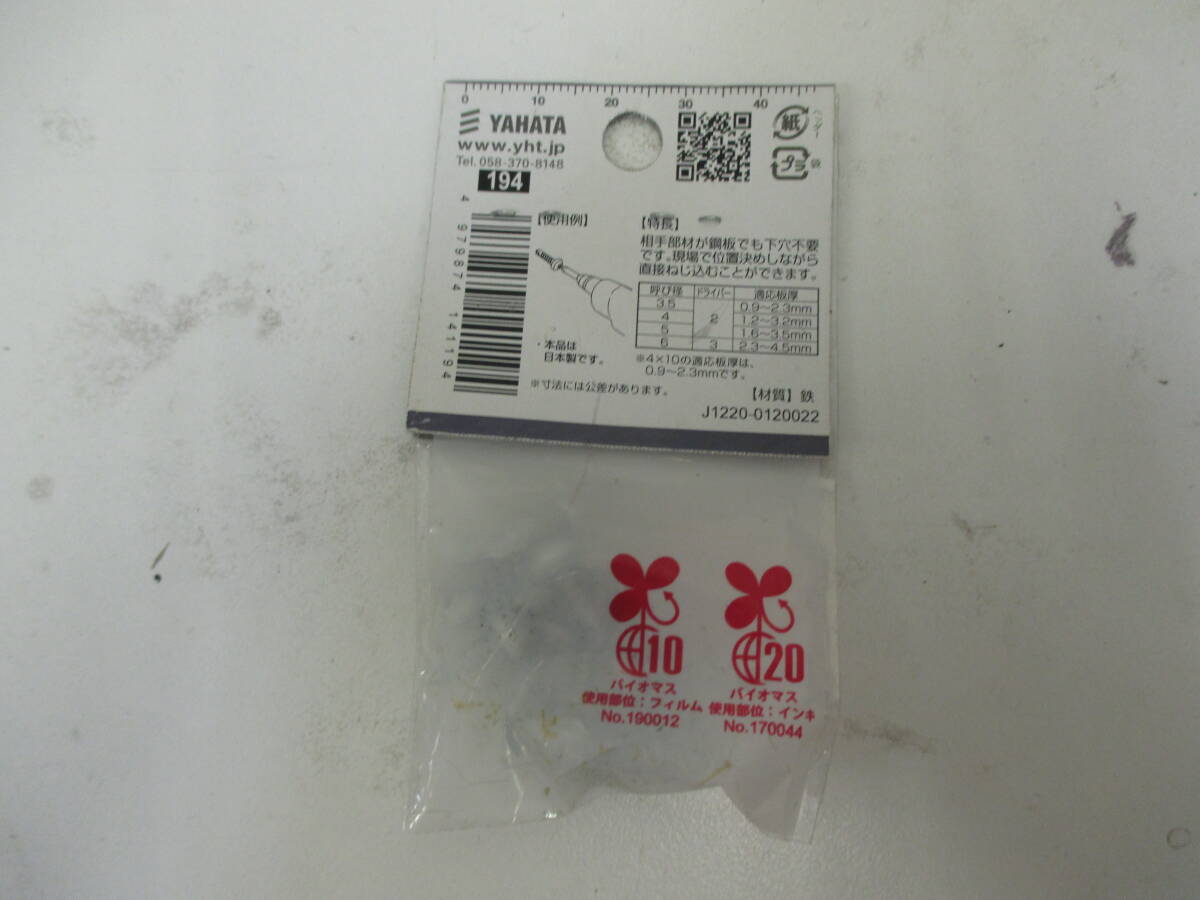 0 10 20 30 40
YAHATA
www.yht.jp
Tel. 058-370-8148
194
紙
ヘッダー
プラ
袋
4 979874 141194
【使用例】
・本品は
日本製です。
※寸法には公差があります。
【特長】
相手部材が鋼板でも下穴不要
です。現場で位置決めしながら
直接ねじ込むことができます。
呼び径 ドライバー 適応板厚
3.5 0.9~2.3mm
4 2 1.2~3.2mm
5 1.6~3.5mm
6 3 2.3~4.5mm
※4×10の適応板厚は、
0.9~2.3mmです。
【材質】鉄
J1220-0120022
10
バイオマス
使用部位:フィルム
No.190012
20
バイオマス
使用部位:インキ
No.170044